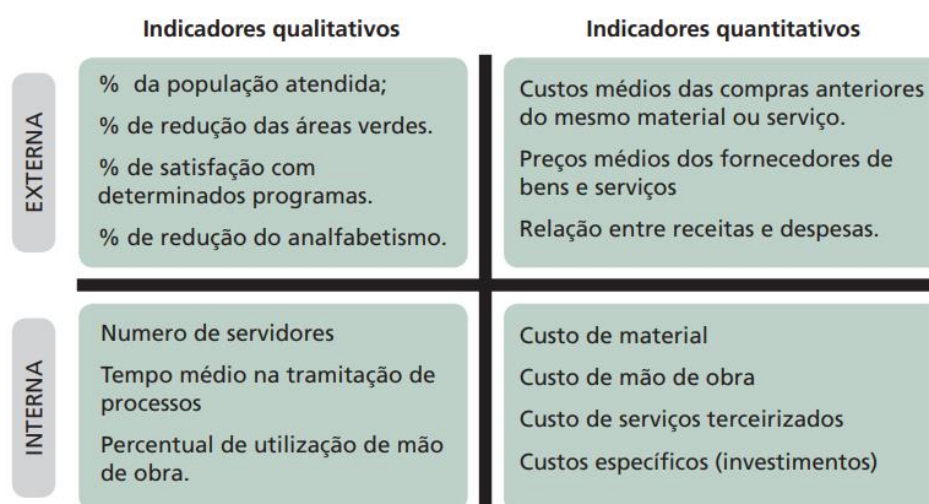 Indicadores qualitativos
Indicadores quantitativos
EXTERNA
% da população atendida;
% de redução das áreas verdes.
% de satisfação com
determinados programas.
% de redução do analfabetismo.
Custos médios das compras anteriores
do mesmo material ou serviço.
Preços médios dos fornecedores de
bens e serviços
Relação entre receitas e despesas.
INTERNA
Numero de servidores
Tempo médio na tramitação de
processos
Percentual de utilização de mão
de obra.
Custo de material
Custo de mão de obra
Custo de serviços terceirizados
Custos específicos (investimentos)